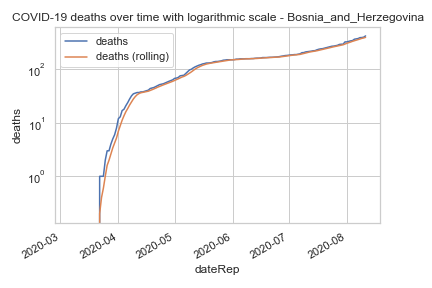 COVID-19 deaths over time with logarithmic scale - Bosnia_and_Herzegovina
deaths
deaths (rolling)
10²
10¹
10⁰
deaths
2020-03
2020-04
2020-05
2020-06
2020-07
2020-08
dateRep